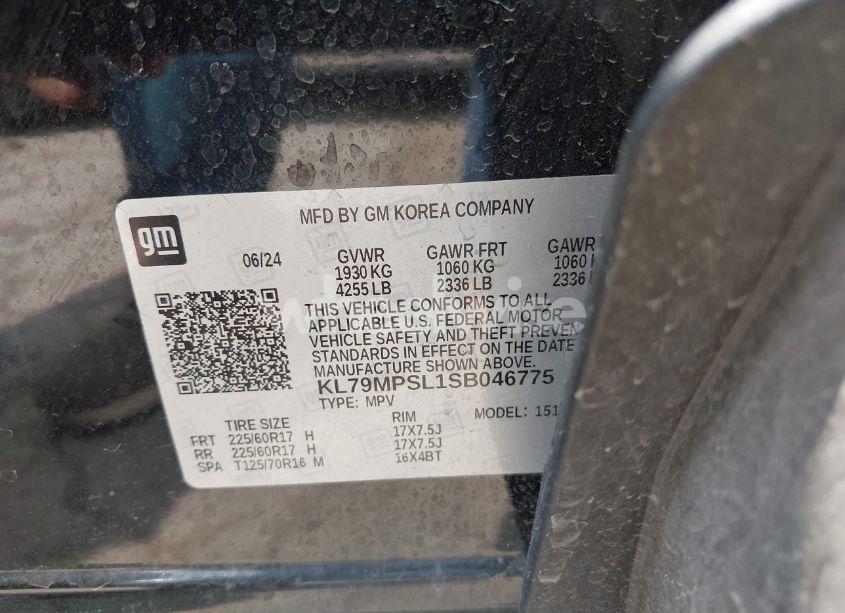 gm
MFD BY GM KOREA COMPANY
06/24 GVWR GAWR FRT GAWR
1930 KG 1060 KG 1060
4255 LB 2336 LB 2336
THIS VEHICLE CONFORMS TO ALL
APPLICABLE U.S. FEDERAL MOTOR
VEHICLE SAFETY AND THEFT PREVEN
STANDARDS IN EFFECT ON THE DATE
MANUFACTURE SHOWN ABOVE.
KL79MPSL1SB046775
TYPE: MPV MODEL: 151
TIRE SIZE RIM
FRT 225/60R17 H 17X7.5J
RR 225/60R17 H 17X7.5J
SPA T125/70R16 M 16X4BT